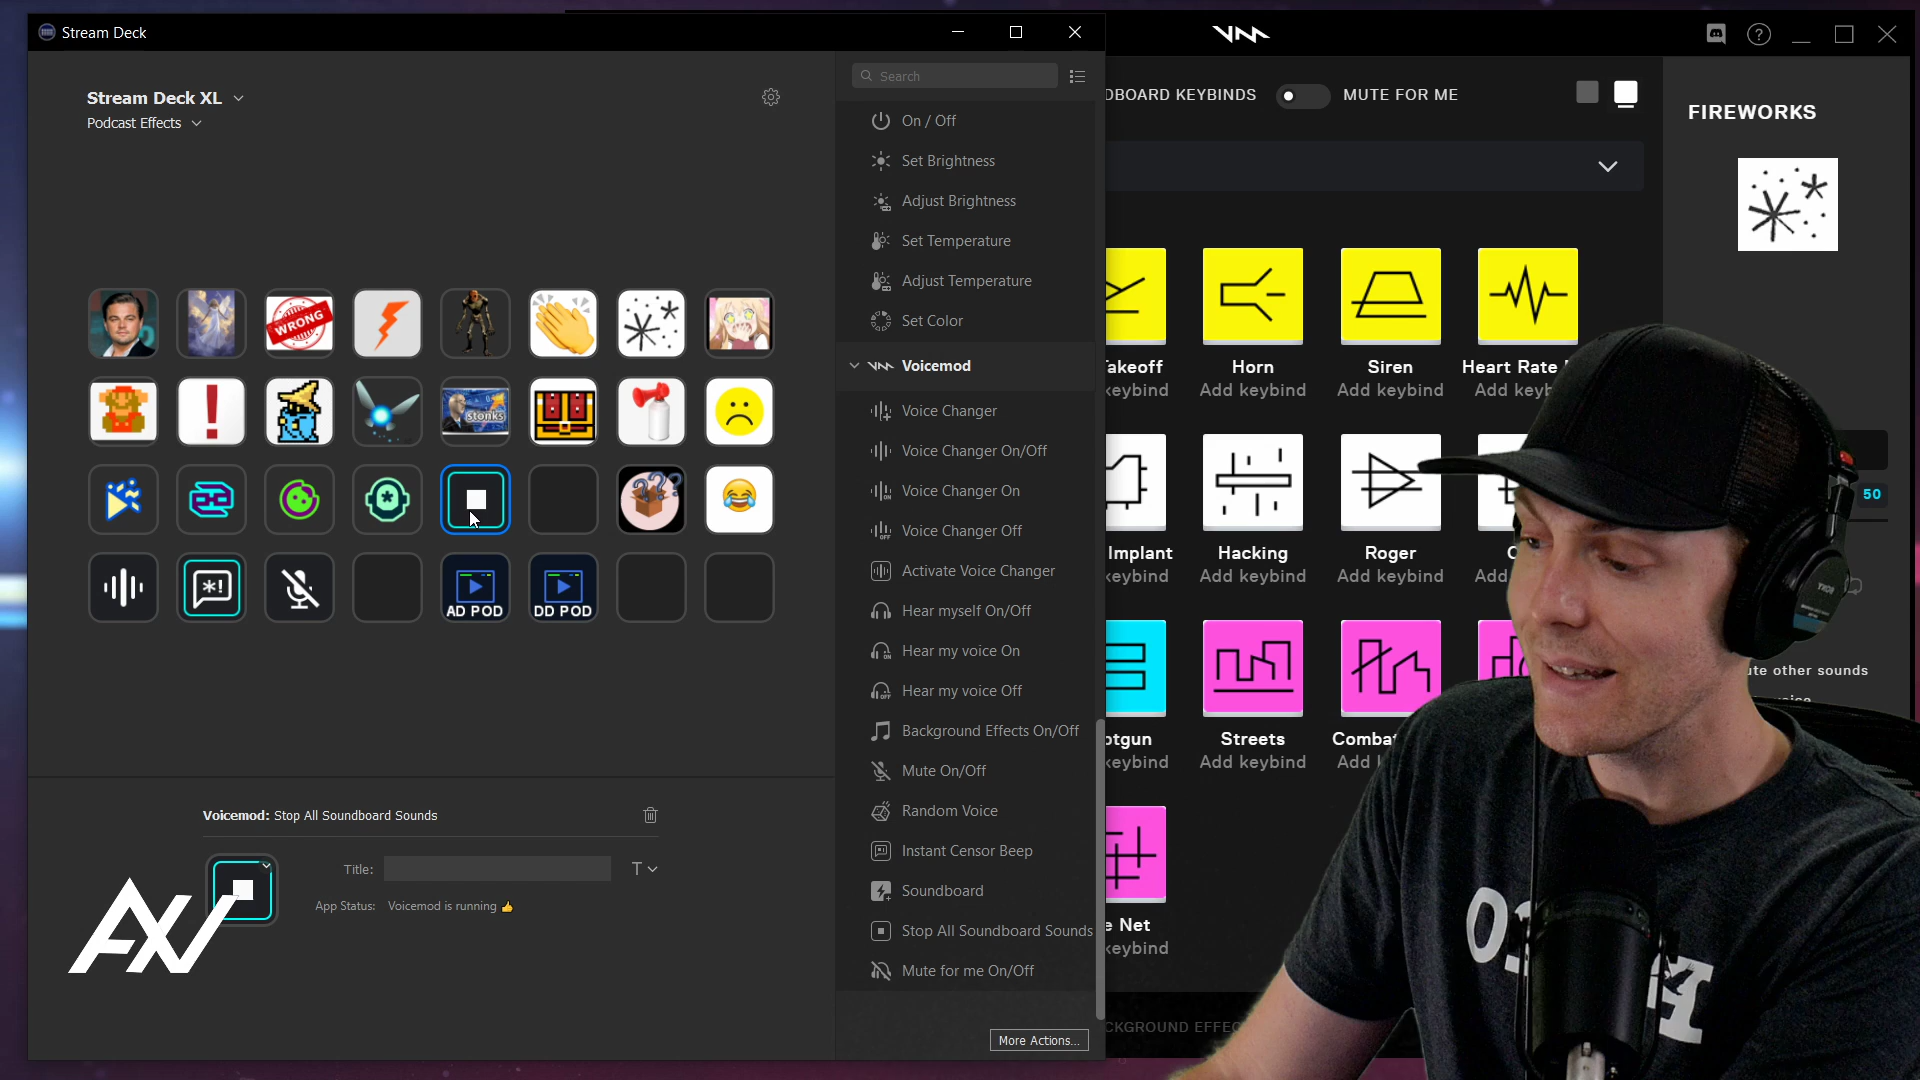 Stream Deck
Stream Deck XL
Podcast Effects
WRONG
stonks
???
*!
AD POD
DD POD
Voicemod: Stop All Soundboard Sounds
Title:
T
App Status: Voicemod is running 👍
Search
On / Off
Set Brightness
Adjust Brightness
Set Temperature
Adjust Temperature
Set Color
Voicemod
Voice Changer
Voice Changer On/Off
Voice Changer On
Voice Changer Off
Activate Voice Changer
Hear myself On/Off
Hear my voice On
Hear my voice Off
Background Effects On/Off
Mute On/Off
Random Voice
Instant Censor Beep
Soundboard
Stop All Soundboard Sounds
Mute for me On/Off
More Actions...
DBOARD KEYBINDS
MUTE FOR ME
FIREWORKS
Takeoff
keybind
Horn
Add keybind
Siren
Add keybind
Heart Rate
Add keyb
Implant
keybind
Hacking
Add keybind
Roger
Add keybind
Add
50
otgun
keybind
Streets
Add keybind
Combat
Add k
ute other sounds
voice
e Net
keybind
CKGROUND EFFEC